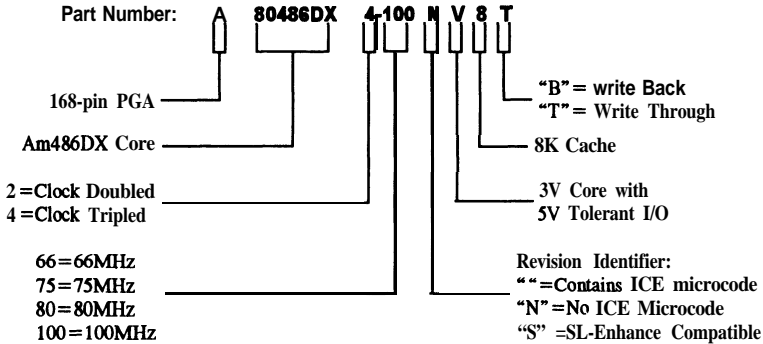 Part Number: A 80486DX 4-100 N V 8 T
168-pin PGA
Am486DX Core
2 =Clock Doubled
4 =Clock Tripled
66=66MHz
75=75MHz
80=80MHz
100=100MHz
"B"= write Back
"T"= Write Through
8K Cache
3V Core with
5V Tolerant I/O
Revision Identifier:
" "=Contains ICE microcode
"N"=No ICE Microcode
"S" =SL-Enhance Compatible